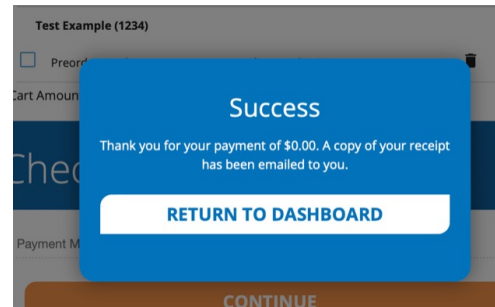 Test Example (1234)
Success
Thank you for your payment of $0.00. A copy of your receipt
has been emailed to you.
RETURN TO DASHBOARD
Payment
CONTINUE